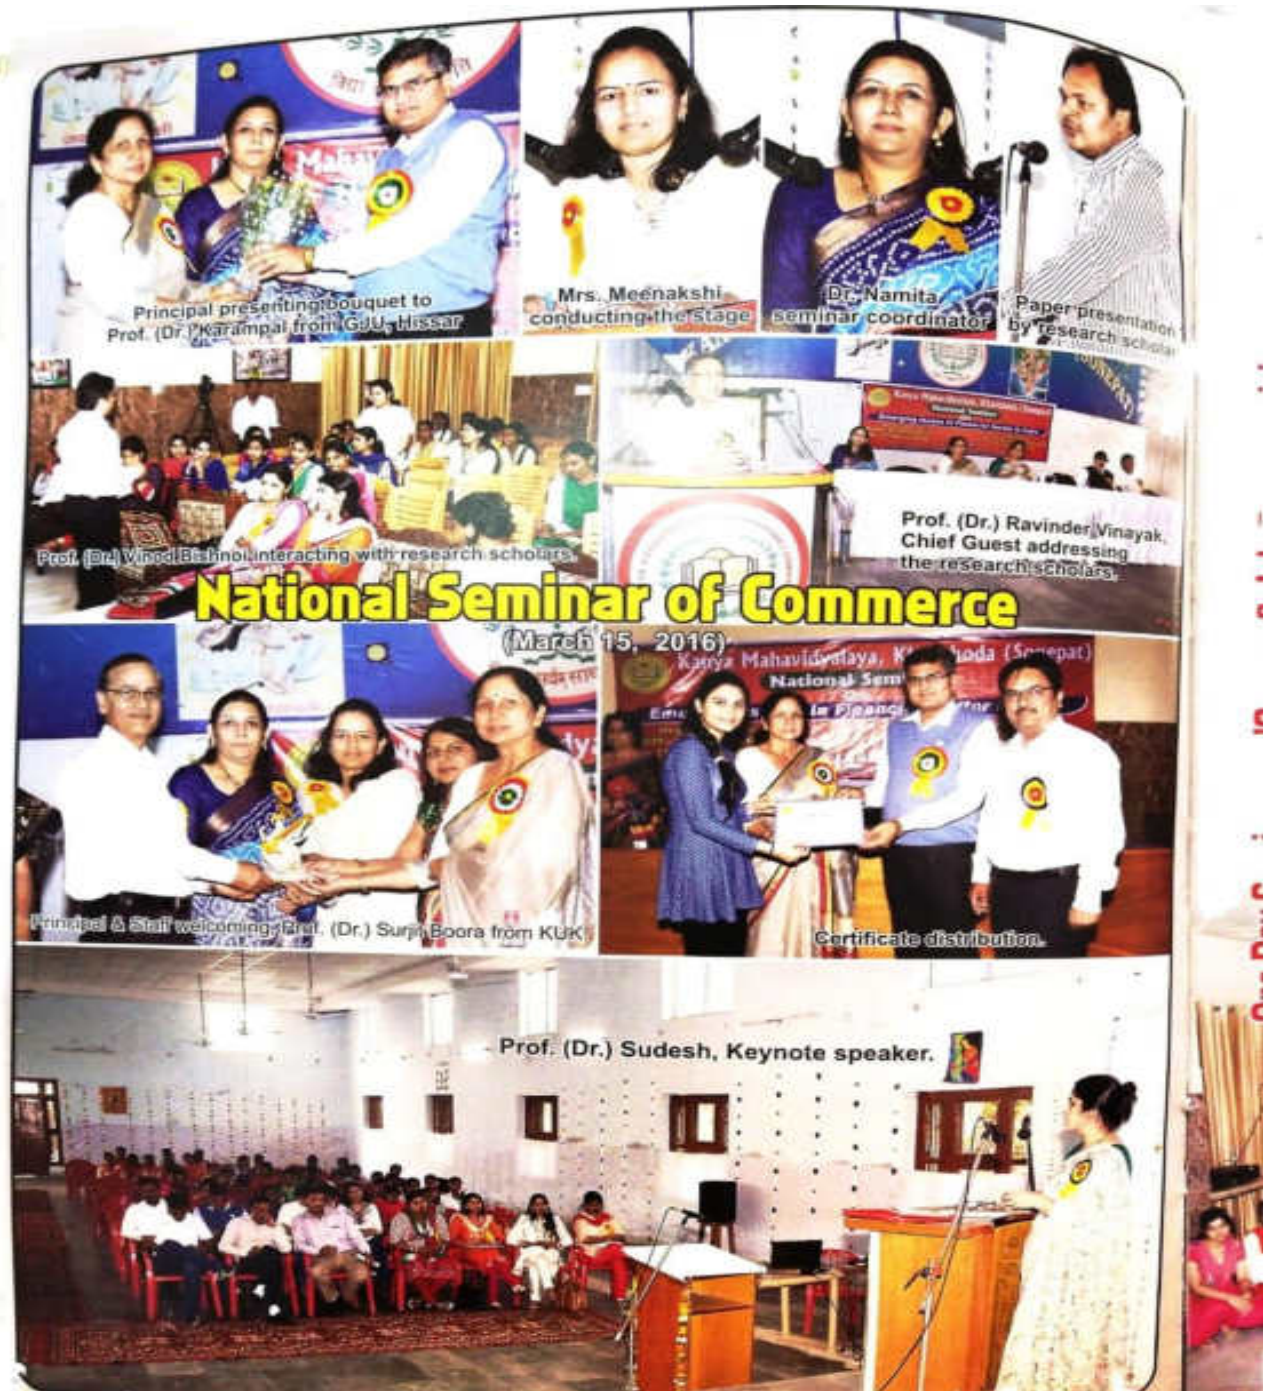 Principal presenting bouquet to
Prof. (Dr.) Karampal from GJU, Hissar
Mrs. Meenakshi
conducting the stage
Dr. Namita
seminar coordinator
Paper presentation
by research scholar
Prof. (Dr.) Vinod Bishnoi interacting with research scholars.
Prof. (Dr.) Ravinder Vinayak,
Chief Guest addressing
the research scholars.
National Seminar of Commerce
(March 15, 2016)
Kanya Mahavidyalaya, (Sonepat)
National
Principal & Staff welcoming Prof. (Dr.) Surjit Boora from KUK
Certificate distribution.
Prof. (Dr.) Sudesh, Keynote speaker.